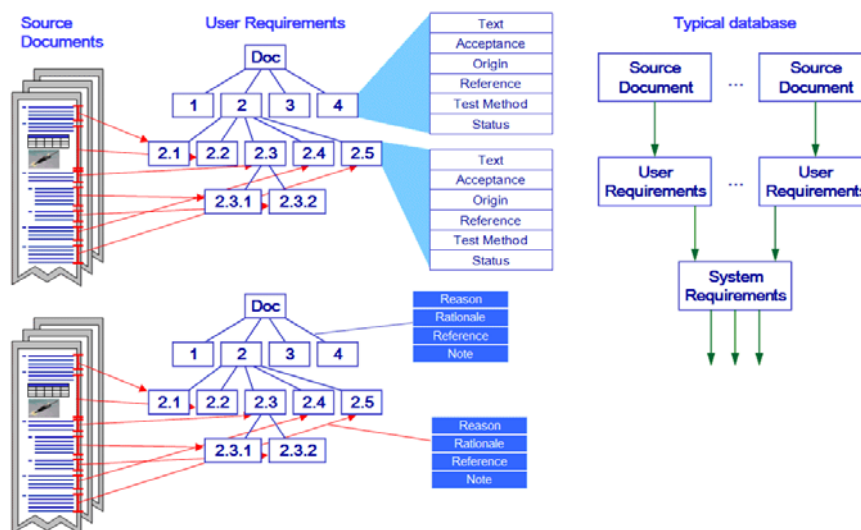 Source
Documents
User Requirements
Doc
1 2 3 4
2.1 2.2 2.3 2.4 2.5
2.3.1 2.3.2
Text
Acceptance
Origin
Reference
Test Method
Status
Text
Acceptance
Origin
Reference
Test Method
Status
Doc
1 2 3 4
2.1 2.2 2.3 2.4 2.5
2.3.1 2.3.2
Reason
Rationale
Reference
Note
Reason
Rationale
Reference
Note
Typical database
Source
Document
...
Source
Document
User
Requirements
...
User
Requirements
System
Requirements